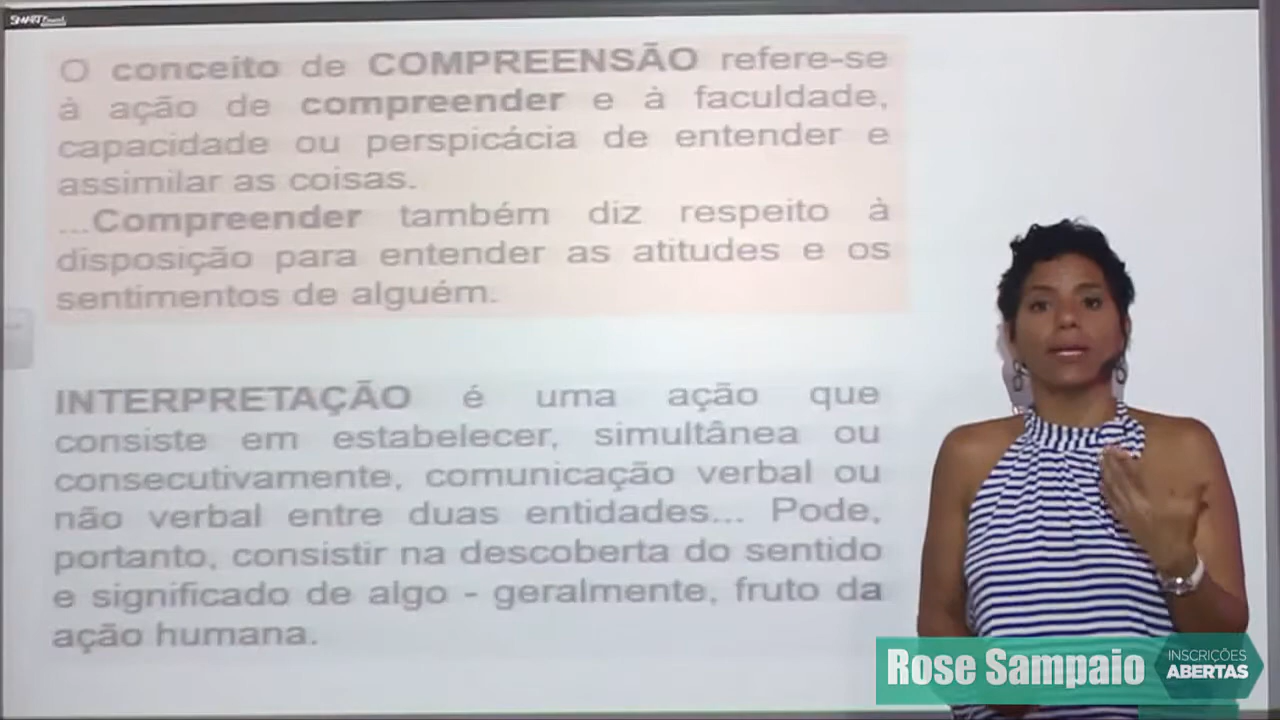 SMART Board
O conceito de COMPREENSÃO refere-se
à ação de compreender e à faculdade,
capacidade ou perspicácia de entender e
assimilar as coisas.
...Compreender também diz respeito à
disposição para entender as atitudes e os
sentimentos de alguém.
INTERPRETAÇÃO é uma ação que
consiste em estabelecer, simultânea ou
consecutivamente, comunicação verbal ou
não verbal entre duas entidades... Pode,
portanto, consistir na descoberta do sentido
e significado de algo - geralmente, fruto da
ação humana.
Rose Sampaio
INSCRIÇÕES
ABERTAS